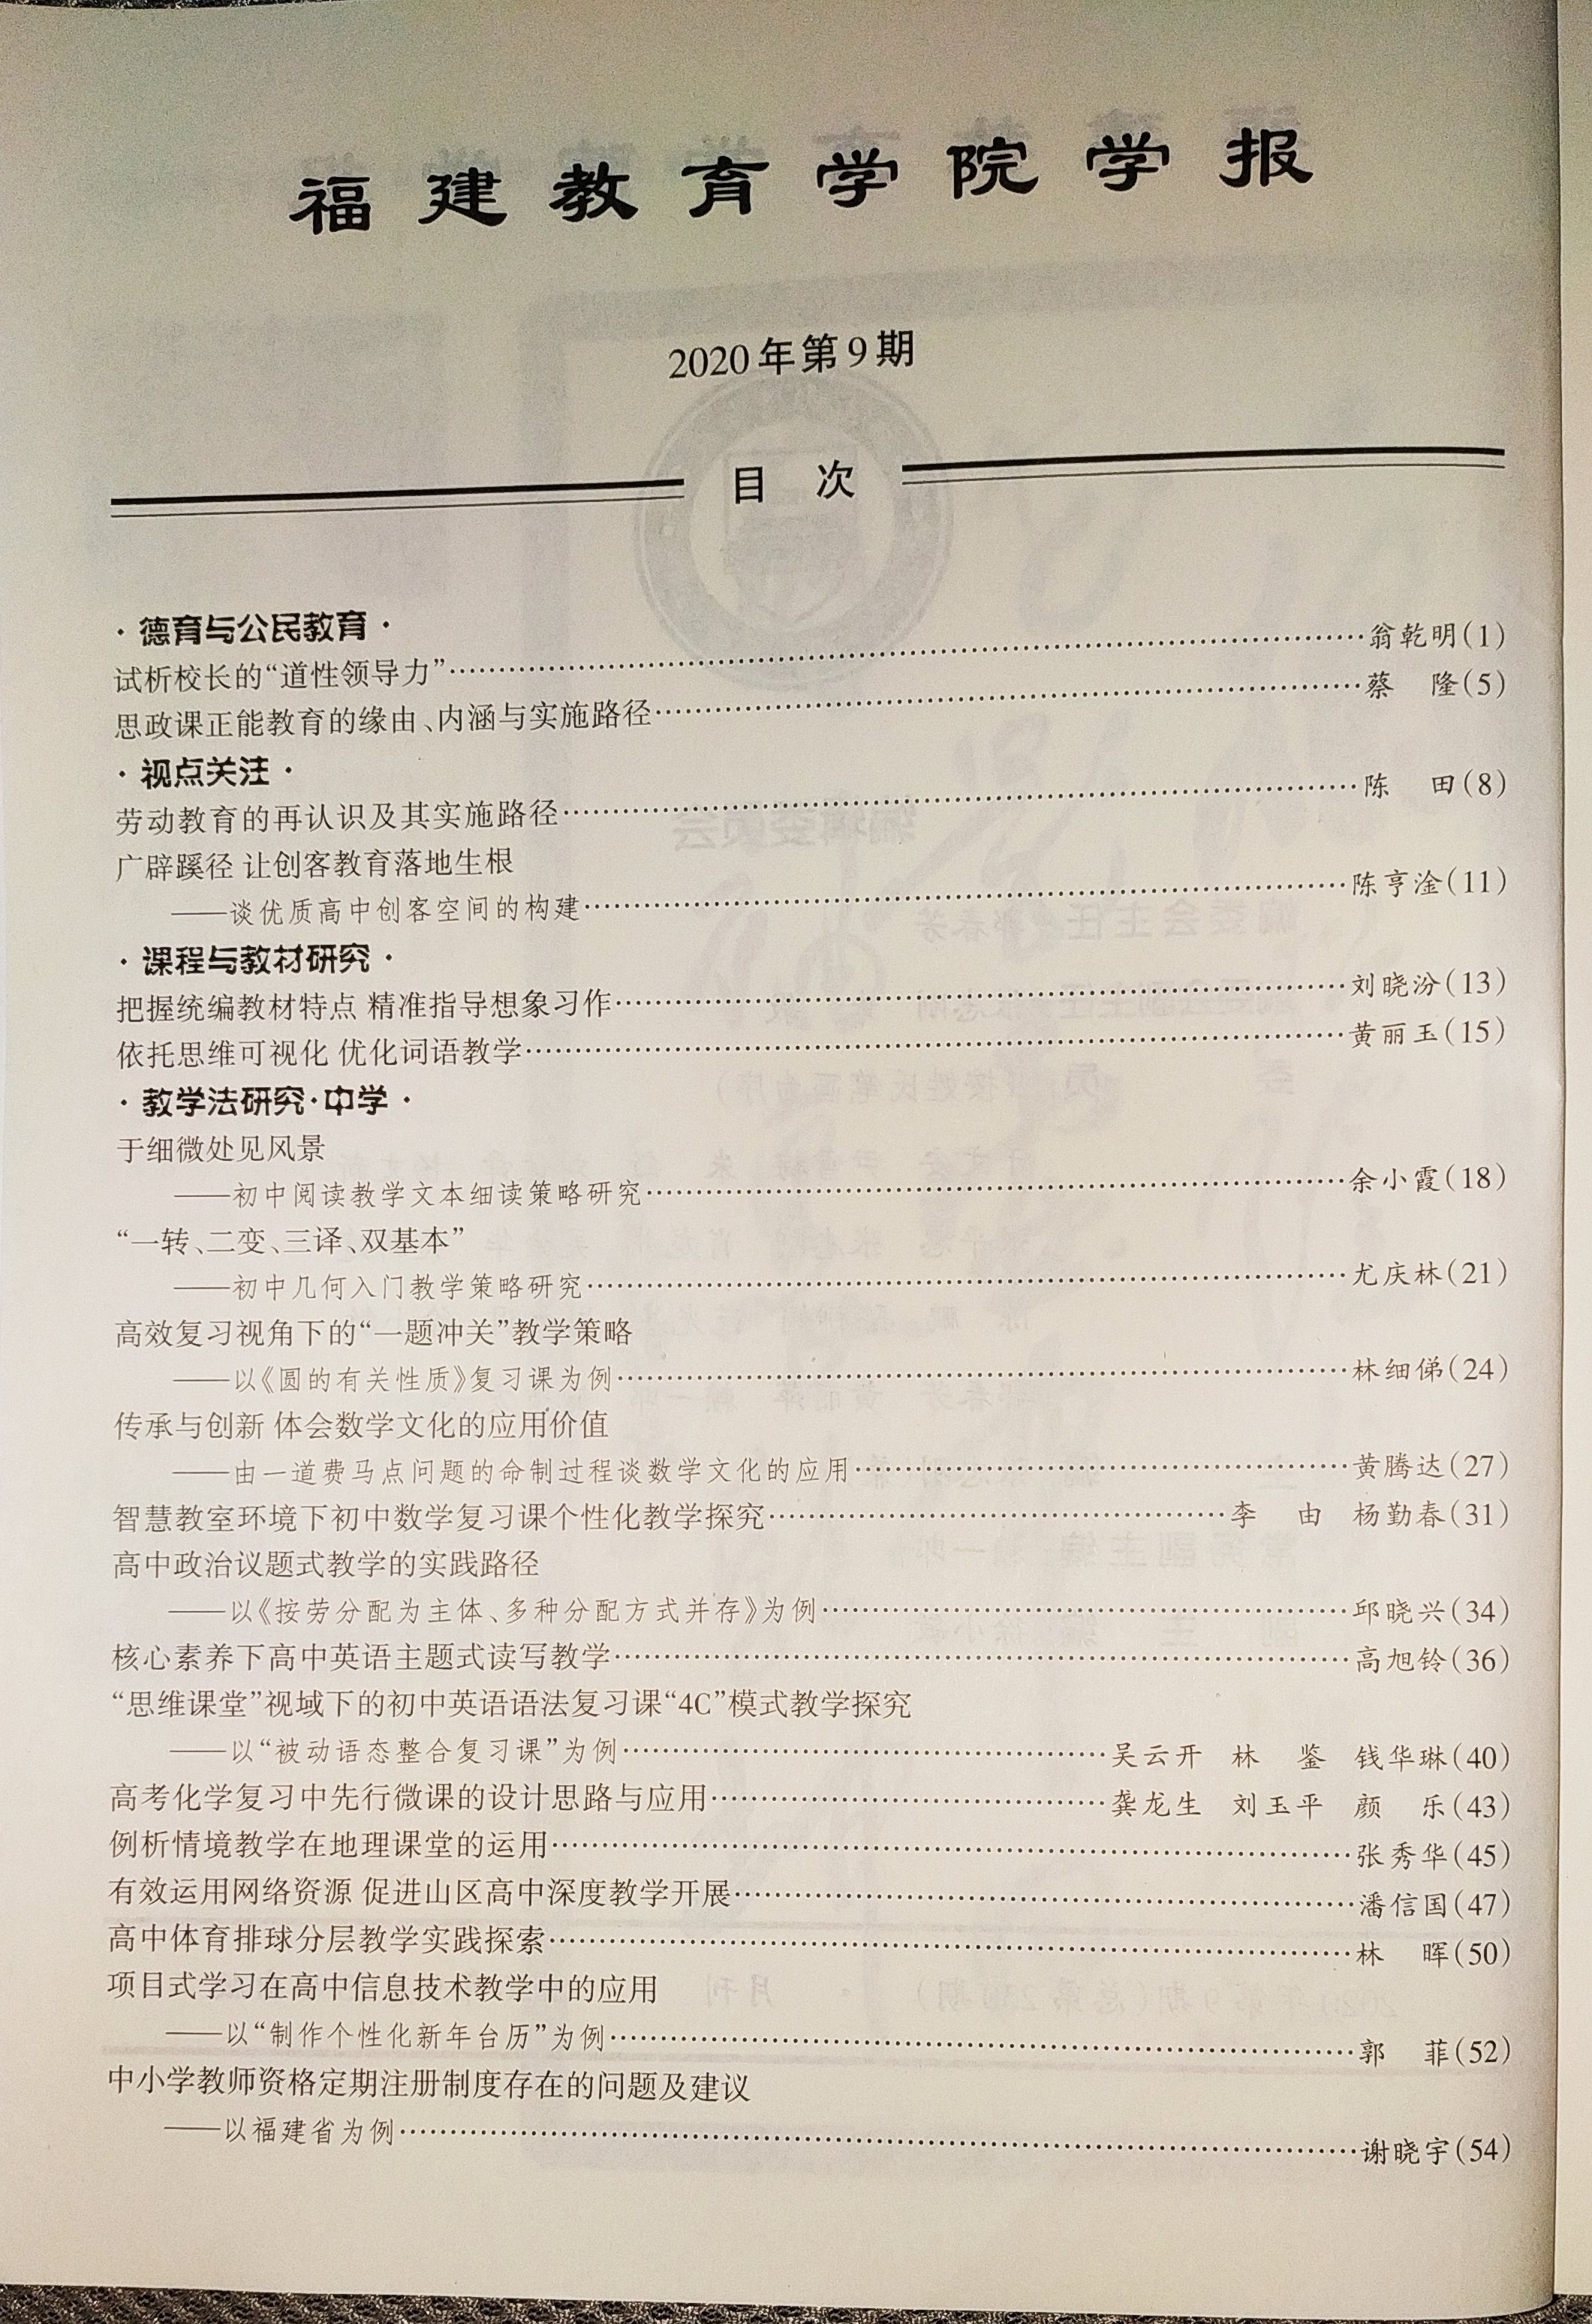 福建教育学院学报
2020年第9期
目 次
·德育与公民教育·
试析校长的“道性领导力”……翁乾明(1)
思政课正能教育的缘由、内涵与实施路径……蔡 隆(5)
·视点关注·
劳动教育的再认识及其实施路径……陈 田(8)
广辟蹊径 让创客教育落地生根
——谈优质高中创客空间的构建……陈亨淦(11)
·课程与教材研究·
把握统编教材特点 精准指导想象习作……刘晓汾(13)
依托思维可视化 优化词语教学……黄丽玉(15)
·教学法研究·中学·
于细微处见风景
——初中阅读教学文本细读策略研究……余小霞(18)
“一转、二变、三译、双基本”
——初中几何入门教学策略研究……尤庆林(21)
高效复习视角下的“一题冲关”教学策略
——以《圆的有关性质》复习课为例……林细俤(24)
传承与创新 体会数学文化的应用价值
——由一道费马点问题的命制过程谈数学文化的应用……黄腾达(27)
智慧教室环境下初中数学复习课个性化教学探究……李 由 杨勤春(31)
高中政治议题式教学的实践路径
——以《按劳分配为主体、多种分配方式并存》为例……邱晓兴(34)
核心素养下高中英语主题式读写教学……高旭铃(36)
“思维课堂”视域下的初中英语语法复习课“4C”模式教学探究
——以“被动语态整合复习课”为例……吴云开 林 鉴 钱华琳(40)
高考化学复习中先行微课的设计思路与应用……龚龙生 刘玉平 颜 乐(43)
例析情境教学在地理课堂的运用……张秀华(45)
有效运用网络资源 促进山区高中深度教学开展……潘信国(47)
高中体育排球分层教学实践探索……林 晖(50)
项目式学习在高中信息技术教学中的应用
——以“制作个性化新年台历”为例……郭 菲(52)
中小学教师资格定期注册制度存在的问题及建议
——以福建省为例……谢晓宇(54)